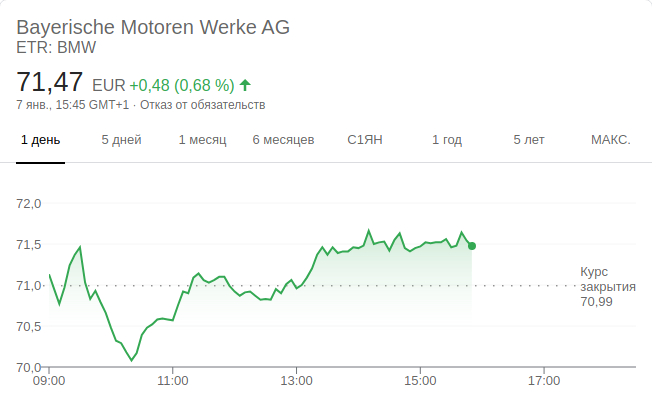 Bayerische Motoren Werke AG
ETR: BMW
71,47 EUR +0,48 (0,68 %)
7 янв., 15:45 GMT+1 · Отказ от обязательств
1 день 5 дней 1 месяц 6 месяцев С1ЯН 1 год 5 лет МАКС.
72,0
71,5
71,0
70,5
70,0
Курс
закрытия
70,99
09:00 11:00 13:00 15:00 17:00